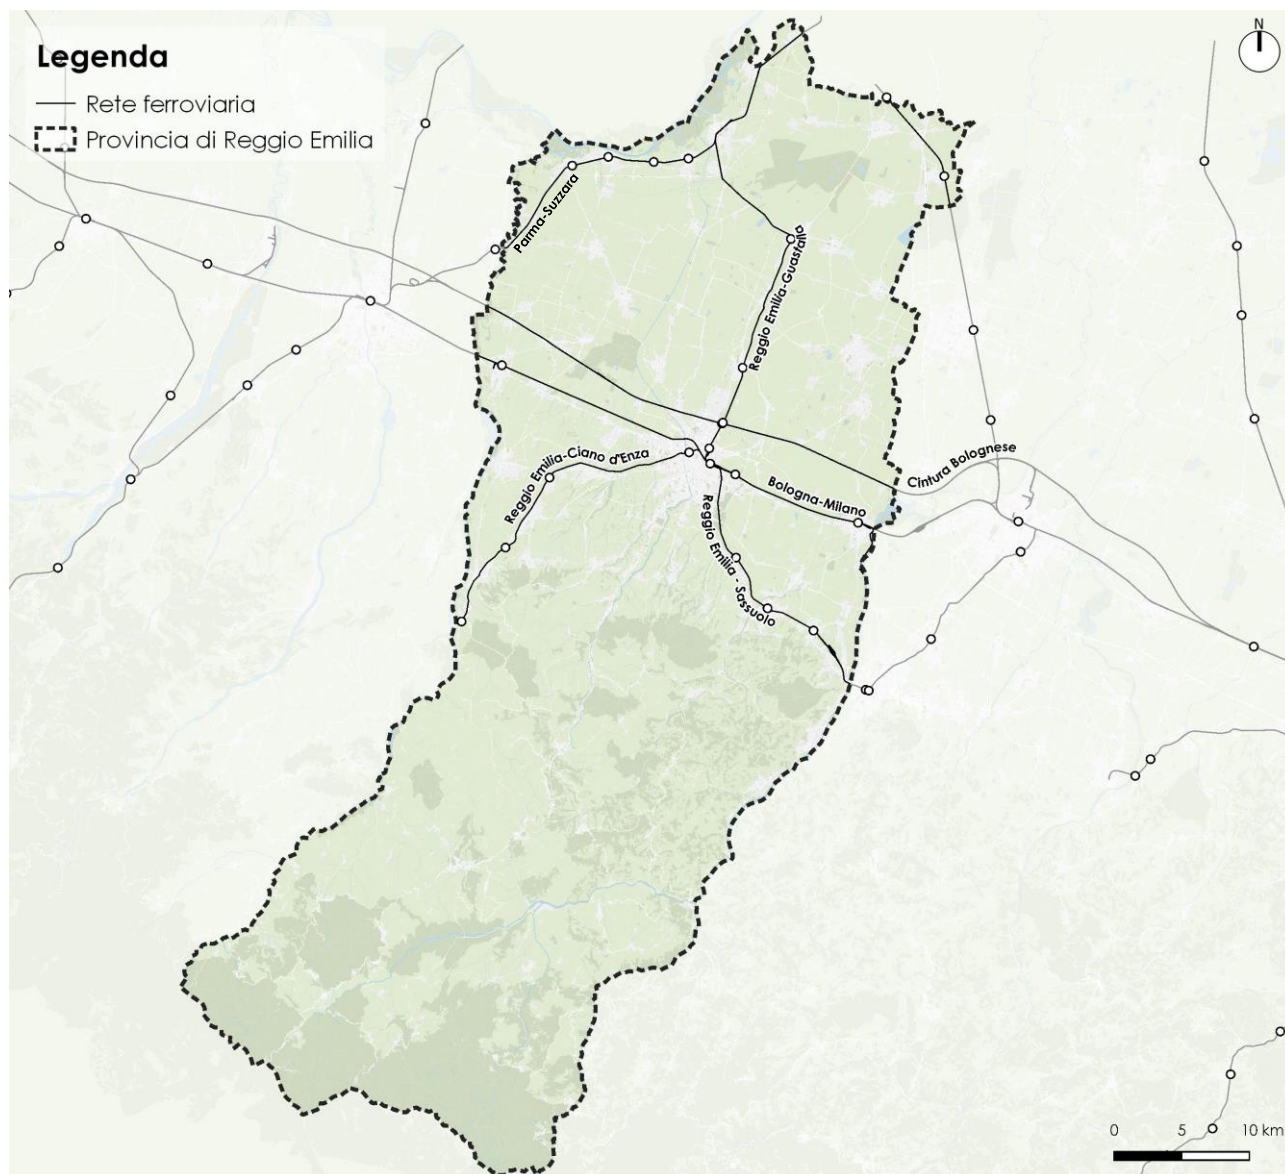 Legenda
Rete ferroviaria
Provincia di Reggio Emilia
N
Parma-Suzzara
Reggio Emilia-Guastalla
Cintura Bolognese
Reggio Emilia-Ciano d'Enza
Bologna-Milano
Reggio Emilia - Sassuolo
0 5 10 km